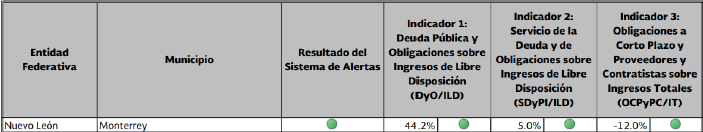 Entidad
Federativa
Municipio
Resultado del
Sistema de Alertas
Indicador 1:
Deuda Pública y
Obligaciones sobre
Ingresos de Libre
Disposición
(DyO/ILD)
Indicador 2:
Servicio de la
Deuda y de
Obligaciones sobre
Ingresos de Libre
Disposición
(SDyPI/ILD)
Indicador 3:
Obligaciones a
Corto Plazo y
Proveedores y
Contratistas sobre
Ingresos Totales
(OCPyPC/IT)
Nuevo León Monterrey 44.2% 5.0% -12.0%